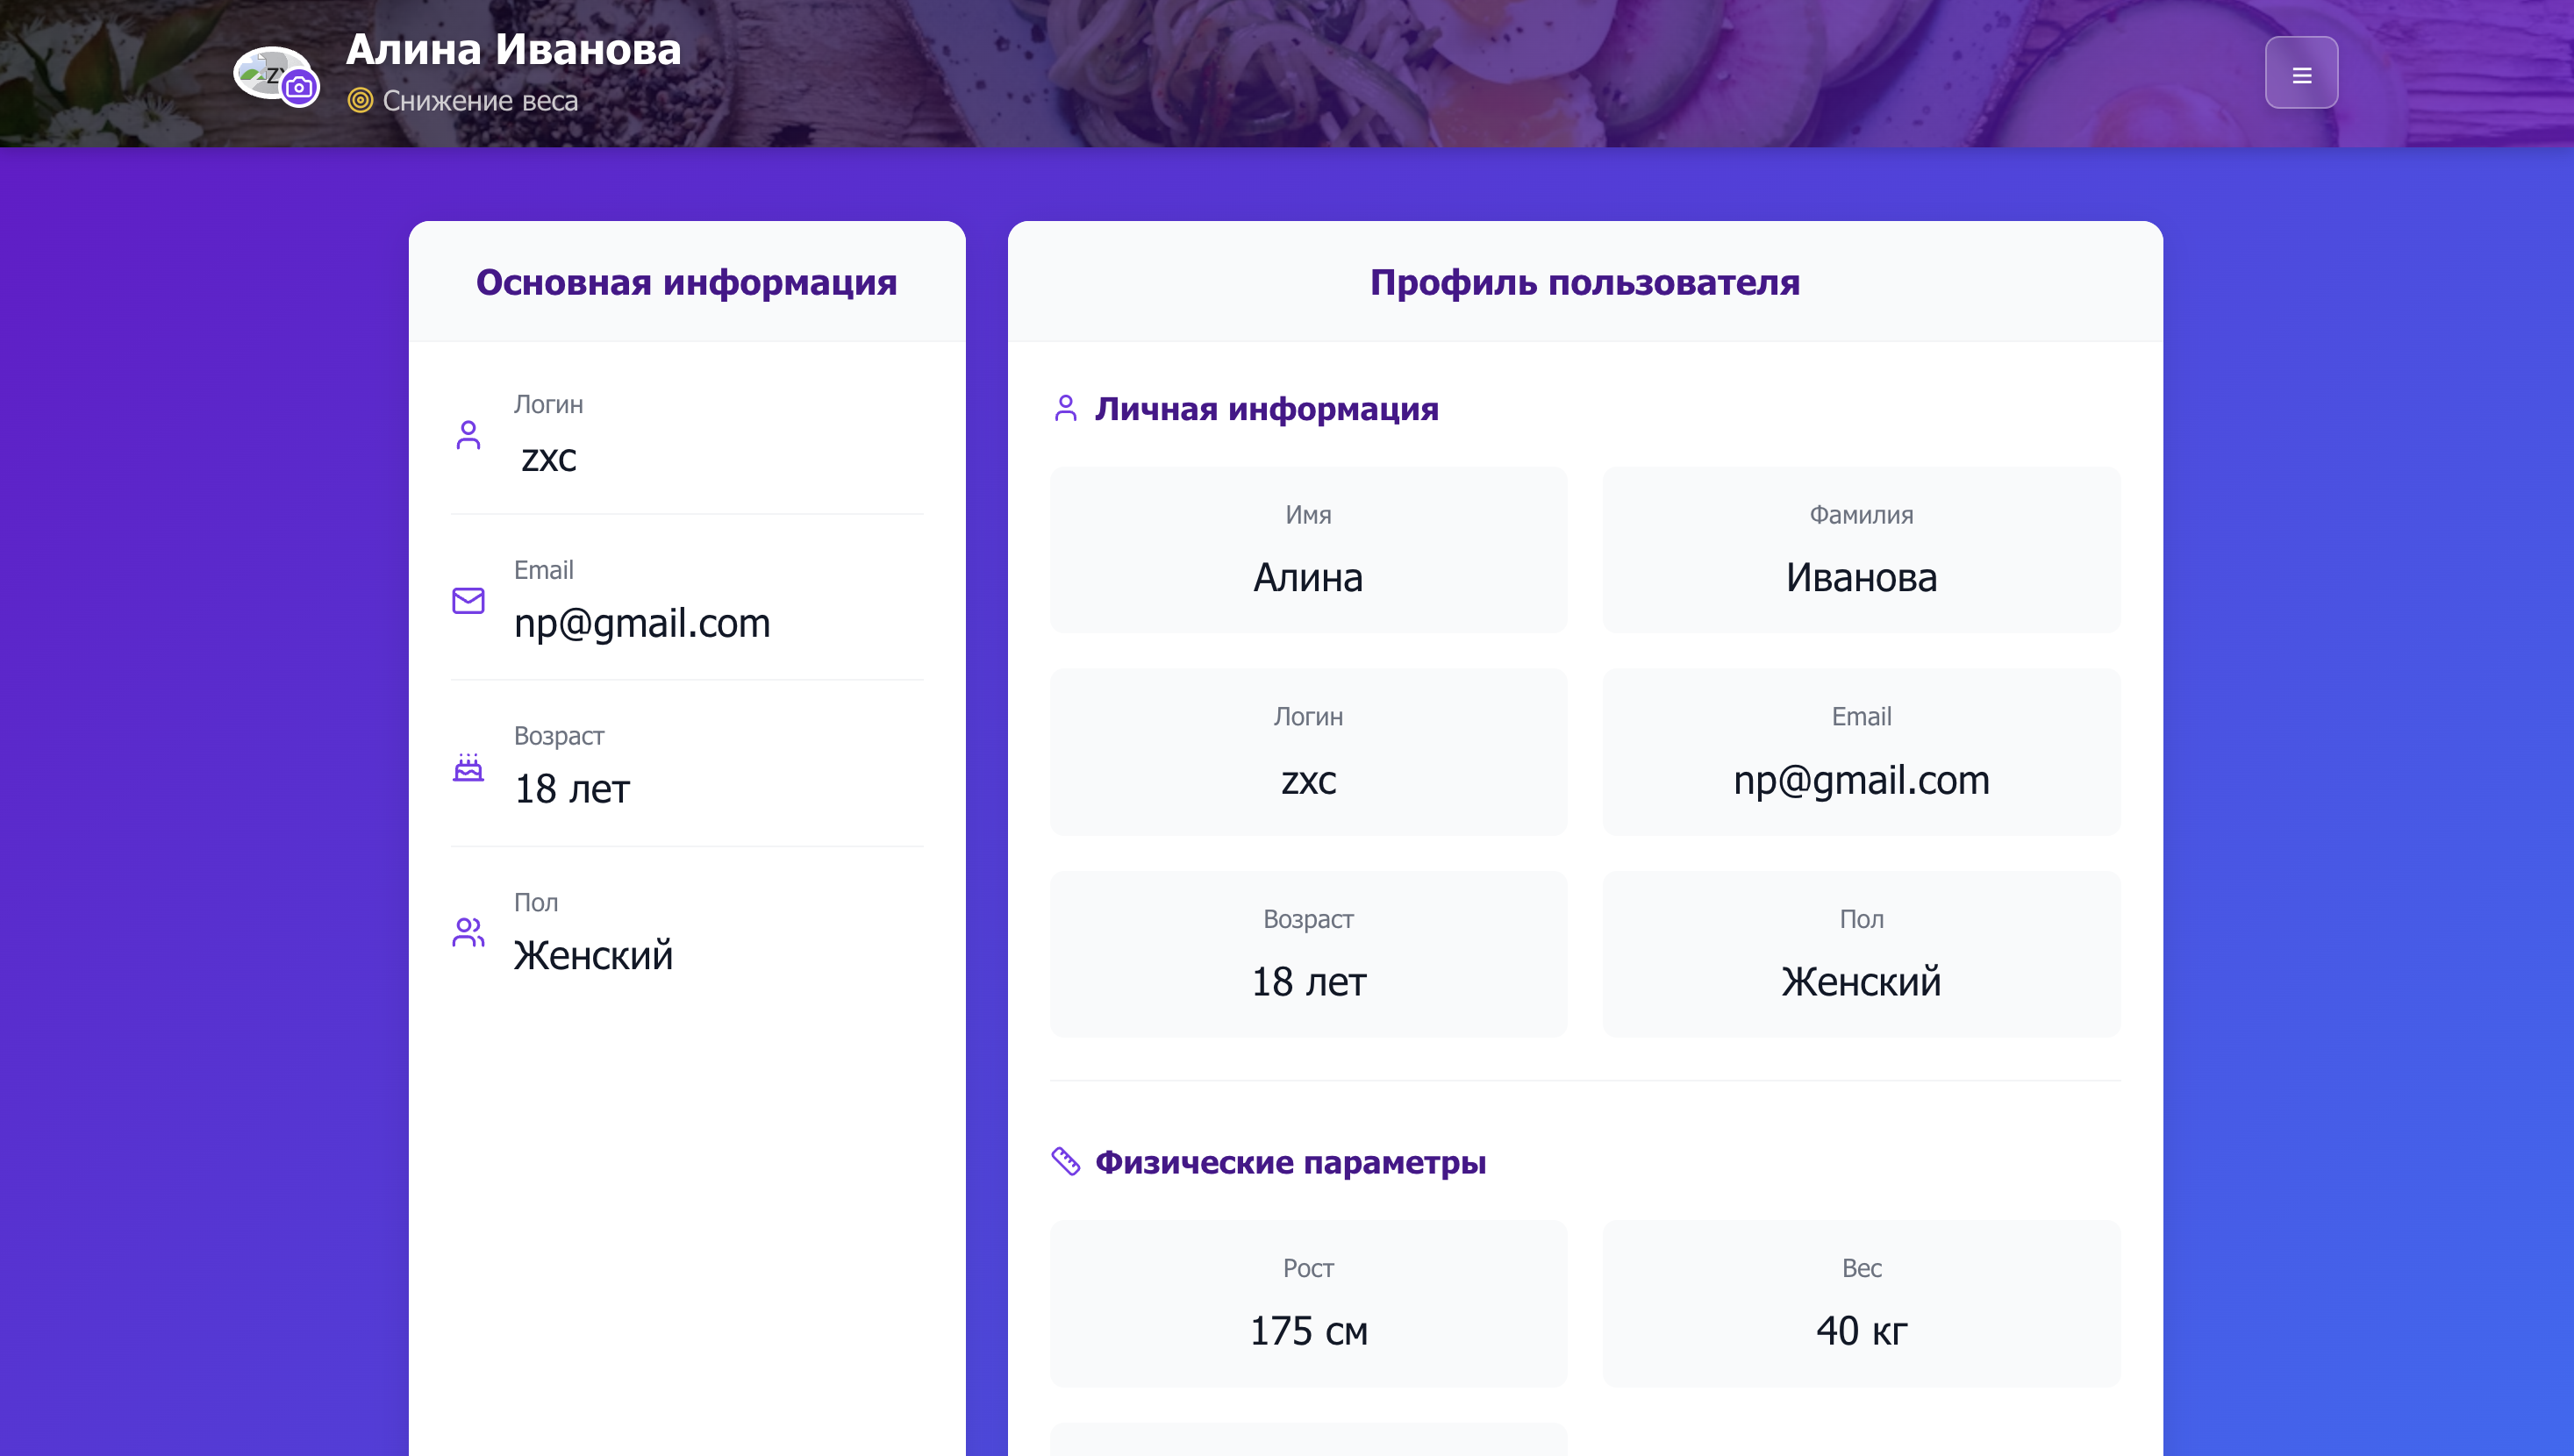 Алина Иванова
Снижение веса
Основная информация
Логин
zxc
Email
np@gmail.com
Возраст
18 лет
Пол
Женский
Профиль пользователя
Личная информация
Имя
Алина
Фамилия
Иванова
Логин
zxc
Email
np@gmail.com
Возраст
18 лет
Пол
Женский
Физические параметры
Рост
175 см
Вес
40 кг